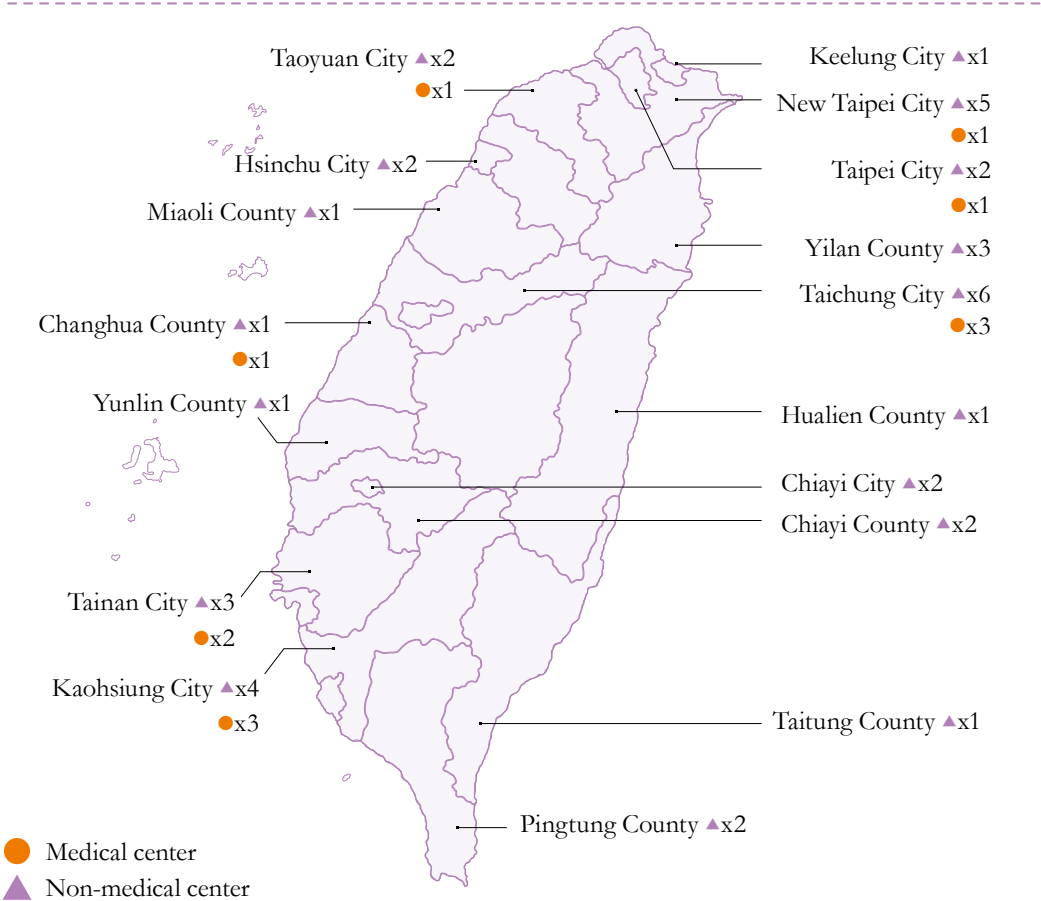 Taoyuan City ▲x2
●x1
Hsinchu City ▲x2
Miaoli County ▲x1
Changhua County ▲x1
●x1
Yunlin County ▲x1
Tainan City ▲x3
●x2
Kaohsiung City ▲x4
●x3
Keelung City ▲x1
New Taipei City ▲x5
●x1
Taipei City ▲x2
●x1
Yilan County ▲x3
Taichung City ▲x6
●x3
Hualien County ▲x1
Chiayi City ▲x2
Chiayi County ▲x2
Taitung County ▲x1
Pingtung County ▲x2
Medical center
Non-medical center